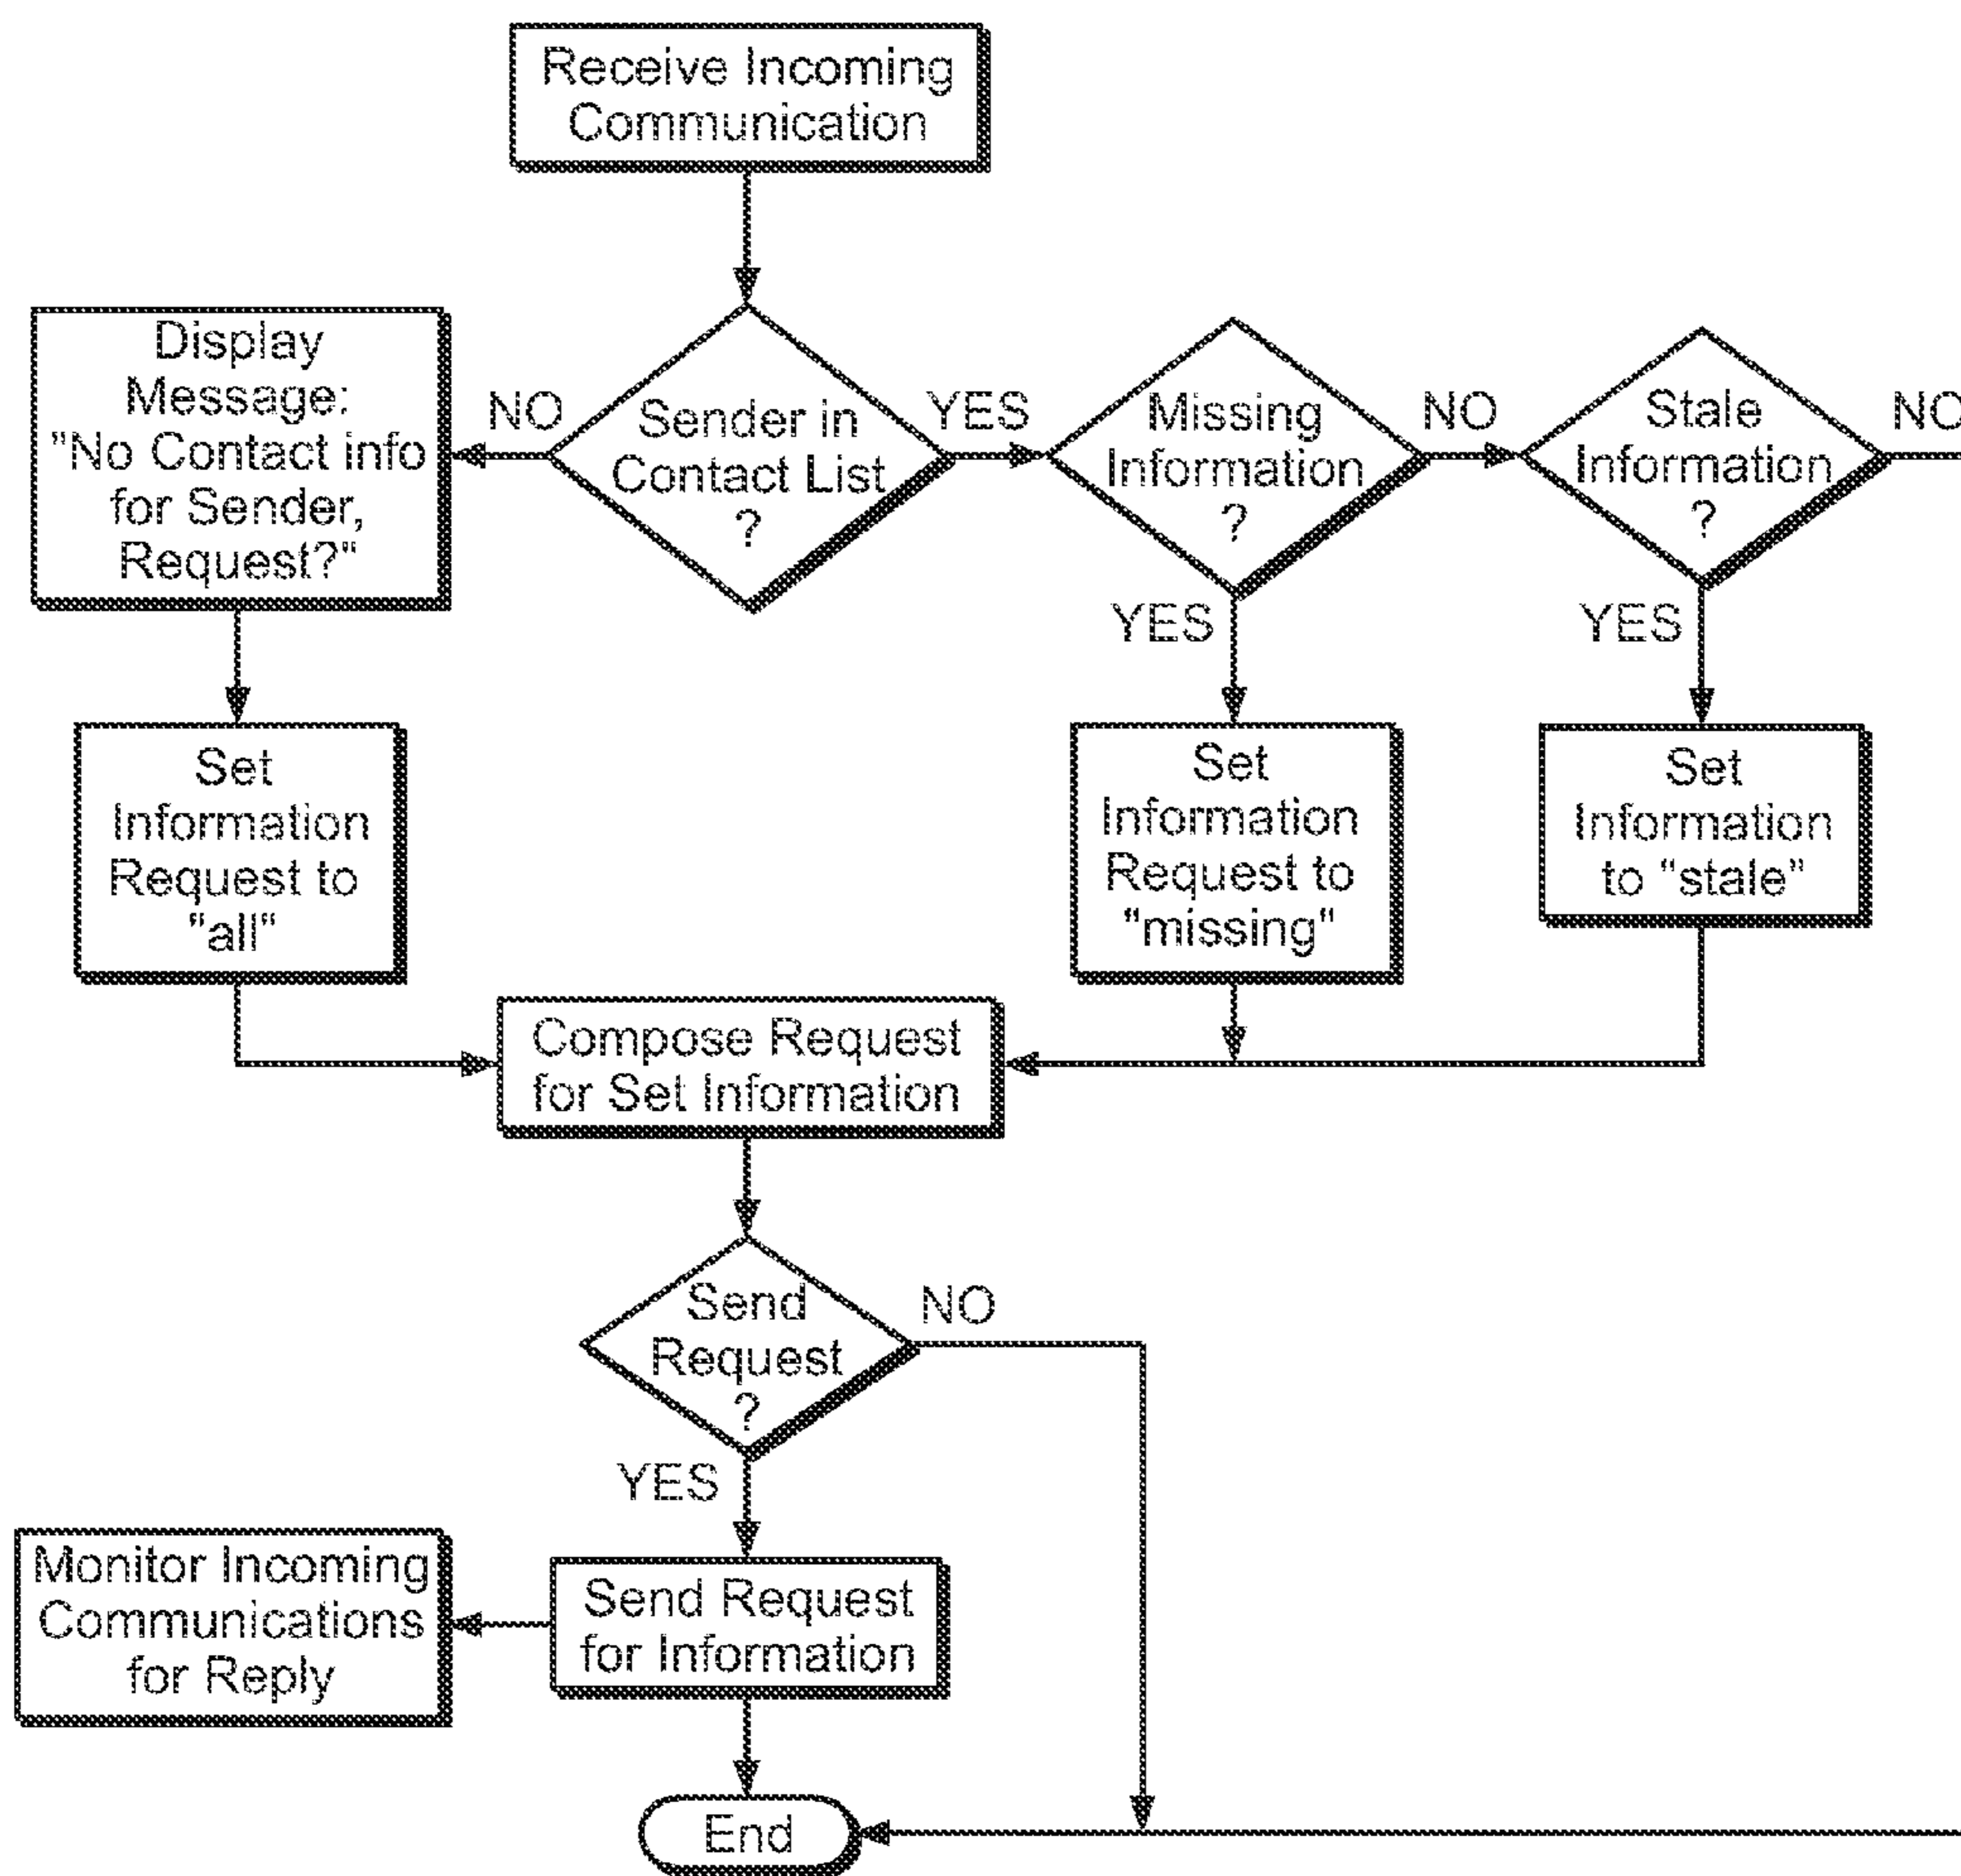 Receive Incoming
Communication
Display
Message:
"No Contact info
for Sender,
Request?"
NO
Sender in
Contact List
?
YES
Missing
Information
?
NO
Stale
Information
?
NO
YES
YES
Set
Information
Request to
"all"
Set
Information
Request to
"missing"
Set
Information
to "stale"
Compose Request
for Set Information
Send
Request
?
NO
YES
Monitor Incoming
Communications
for Reply
Send Request
for Information
End